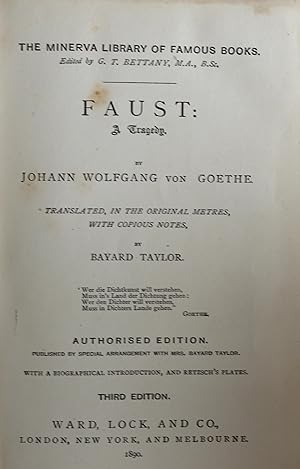 THE MINERVA LIBRARY OF FAMOUS BOOKS.
Edited by G. T. BETTANY, M.A., B.Sc.
FAUST:
A Tragedy.
BY
JOHANN WOLFGANG VON GOETHE.
TRANSLATED, IN THE ORIGINAL METRES,
WITH COPIOUS NOTES,
BY
BAYARD TAYLOR.
'Wer die Dichtkunst will verstehen,
Muss in's Land der Dichtung gehen:
Wer den Dichter will verstehen,
Muss in Dichters Lande gehen.'
GOETHE.
AUTHORISED EDITION.
PUBLISHED BY SPECIAL ARRANGEMENT WITH MRS. BAYARD TAYLOR.
WITH A BIOGRAPHICAL INTRODUCTION, AND RETZSCH'S PLATES.
THIRD EDITION.
WARD, LOCK, AND CO.,
LONDON, NEW YORK, AND MELBOURNE.
1890.